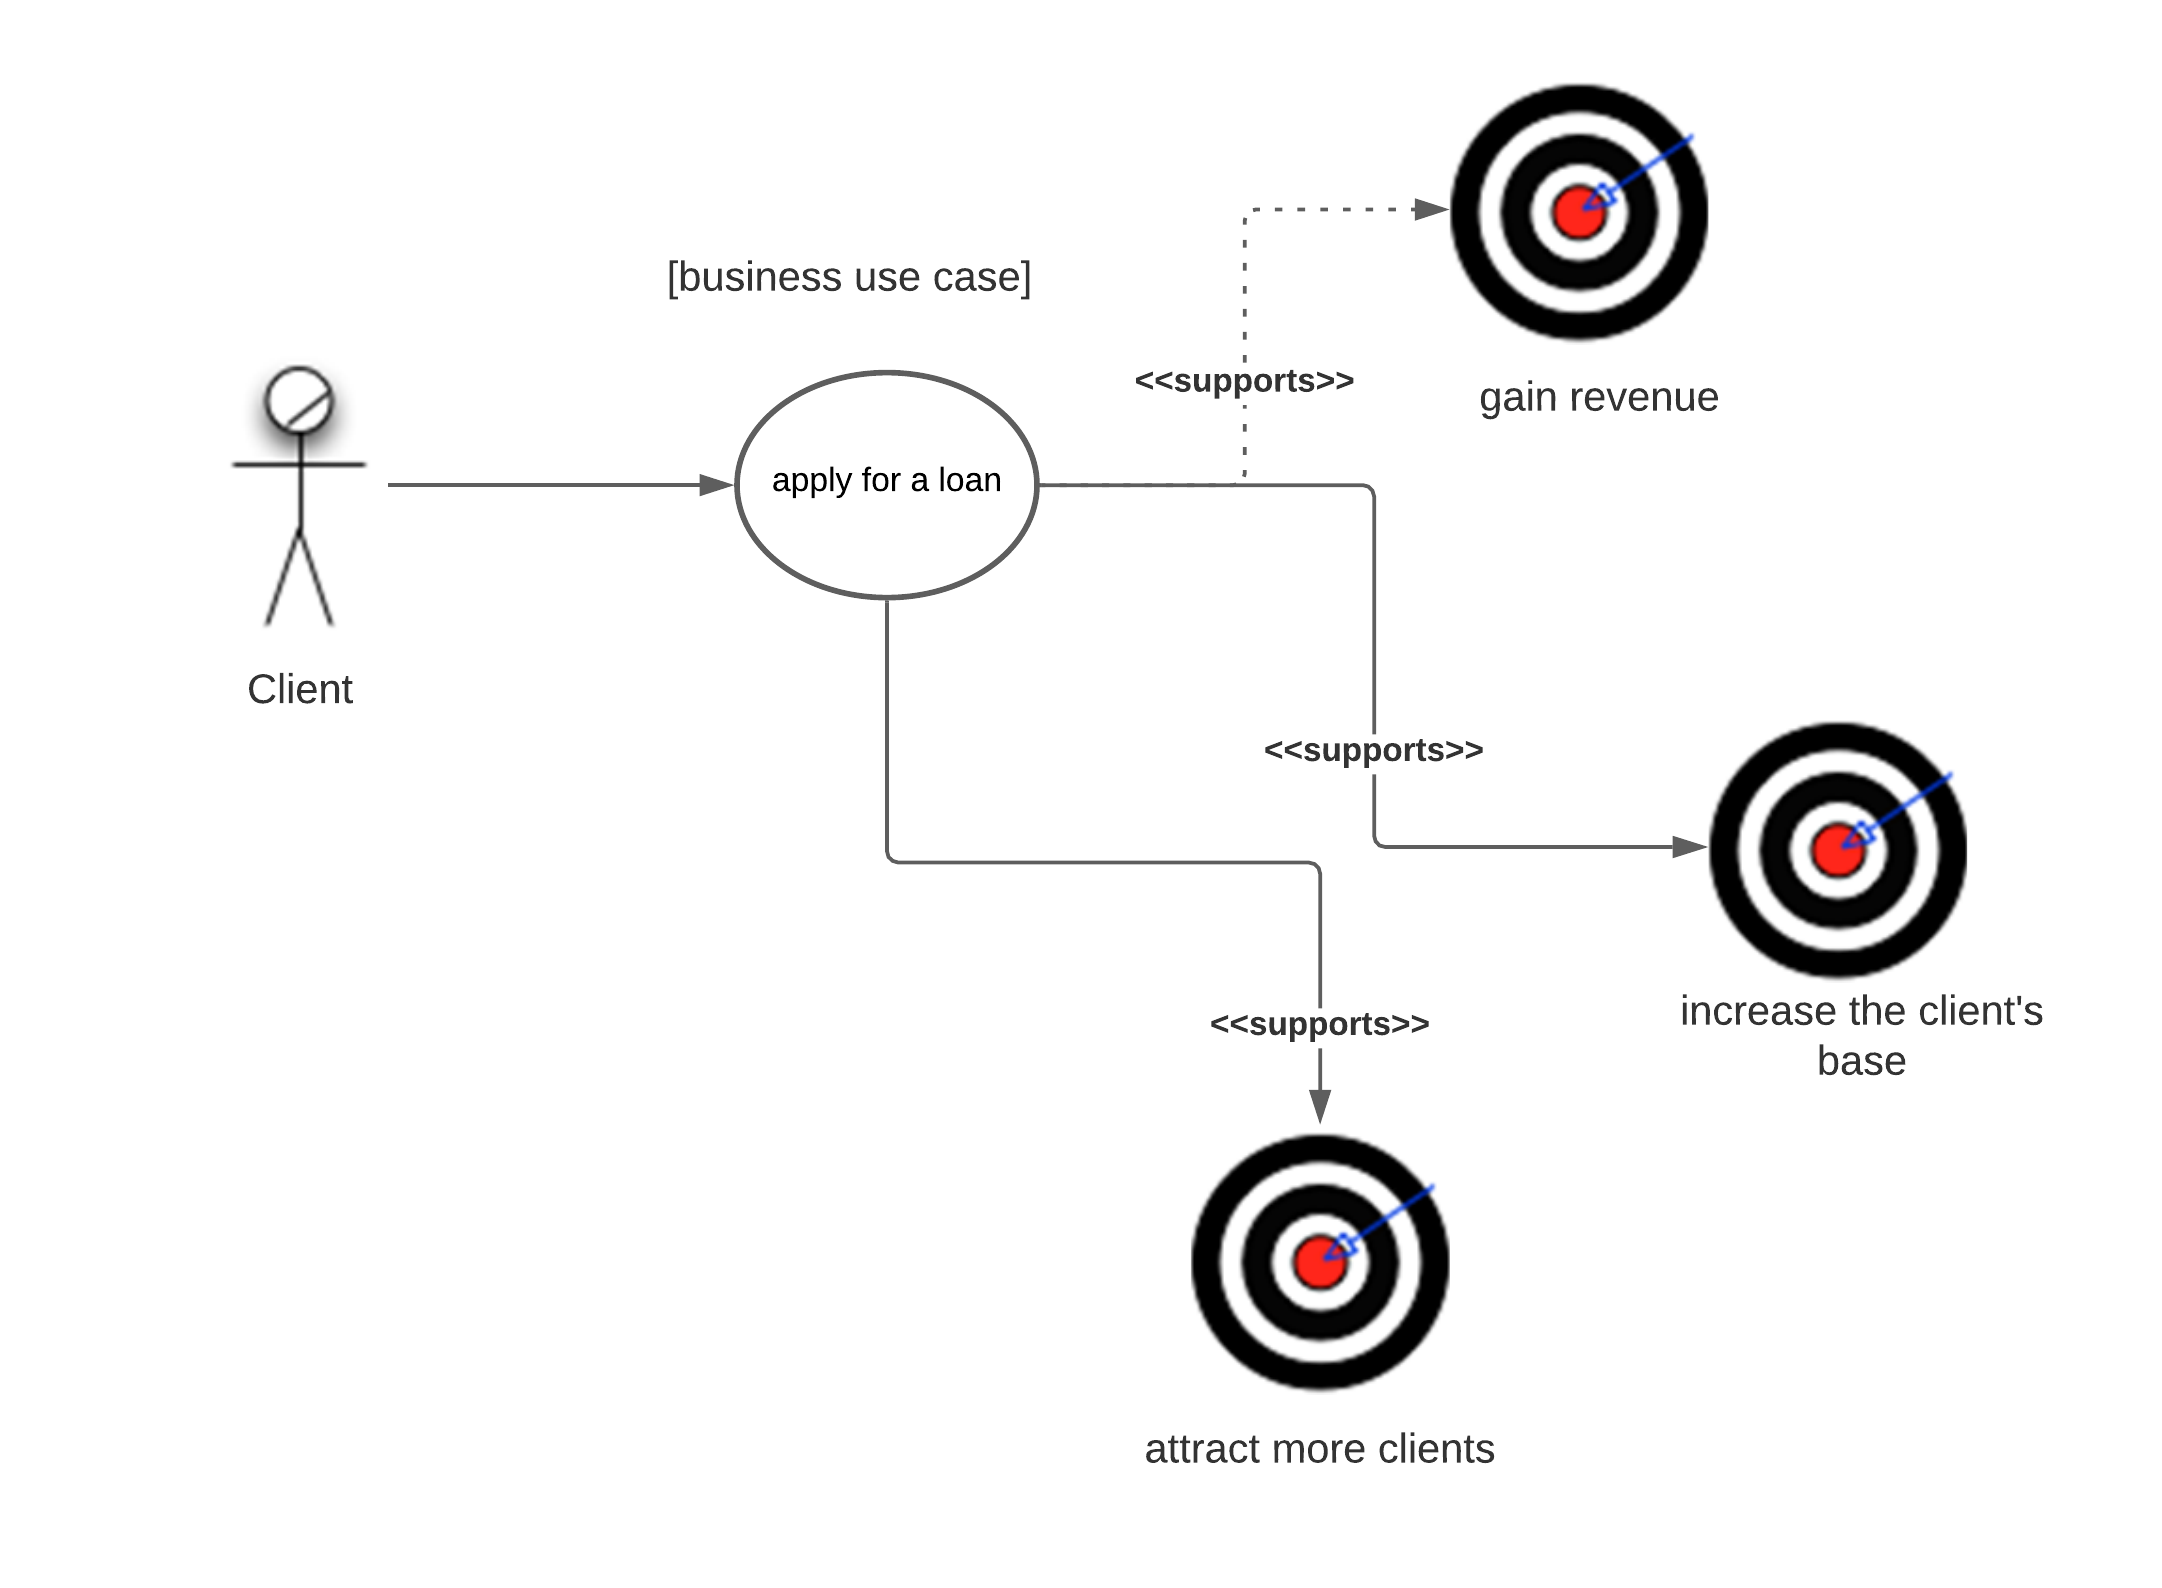 [business use case]
<<supports>>
gain revenue
apply for a loan
Client
<<supports>>
increase the client's
base
<<supports>>
attract more clients